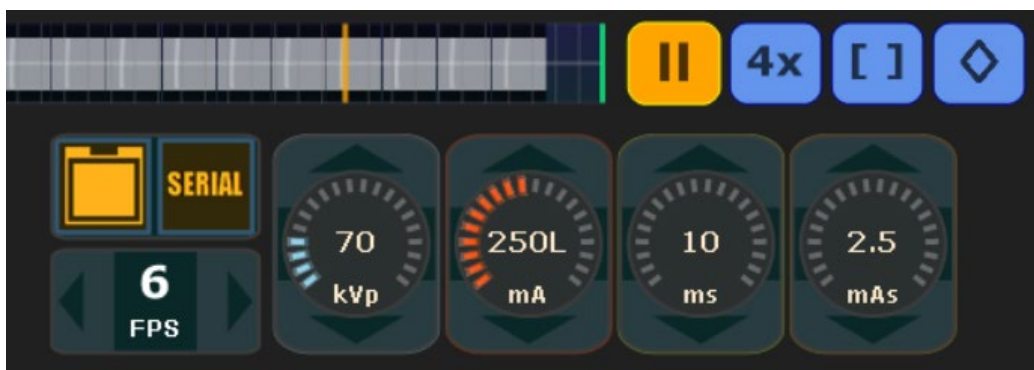 4x [ ]
SERIAL
6
FPS
70
kVp
250L
mA
10
ms
2.5
mAs